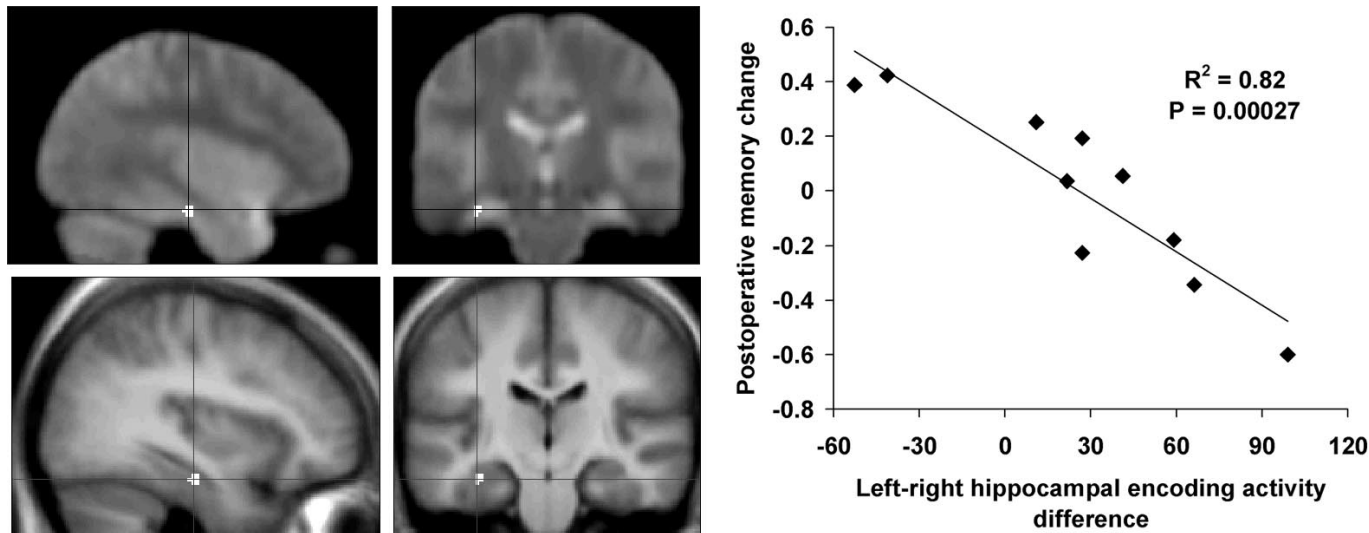 0.6
0.4
0.2
0
-0.2
-0.4
-0.6
-0.8
Postoperative memory change
R² = 0.82
P = 0.00027
-60 -30 0 30 60 90 120
Left-right hippocampal encoding activity
difference